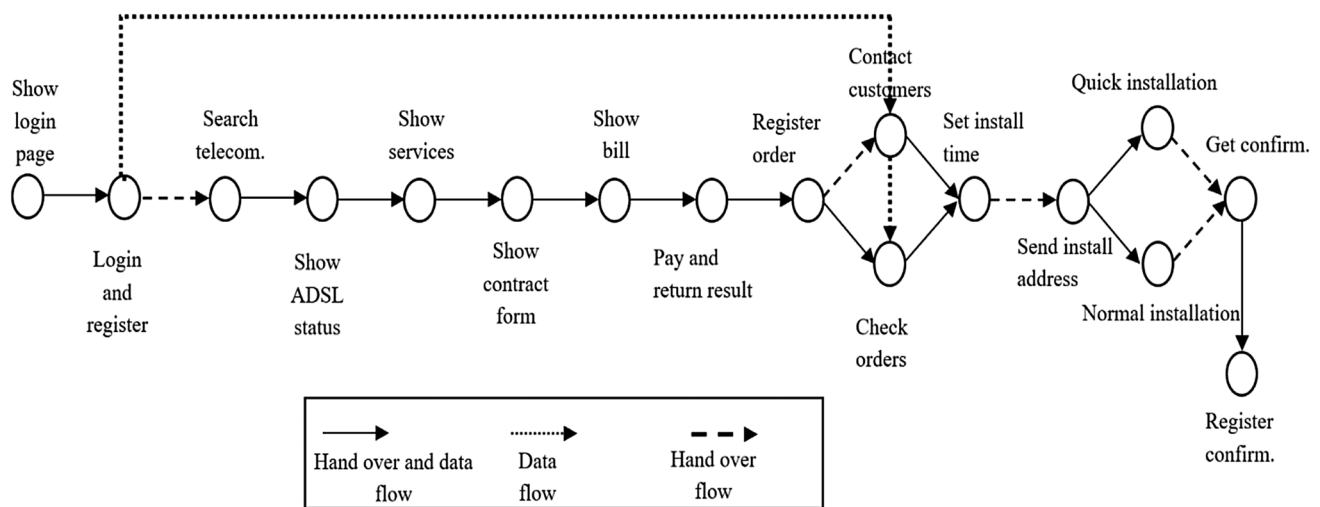 Show
login
page
Login
and
register
Search
telecom.
Show
ADSL
status
Show
services
Show
contract
form
Show
bill
Pay and
return result
Register
order
Contact
customers
Check
orders
Set install
time
Send install
address
Quick installation
Normal installation
Get confirm.
Register
confirm.
Hand over and data
flow
Data
flow
Hand over
flow